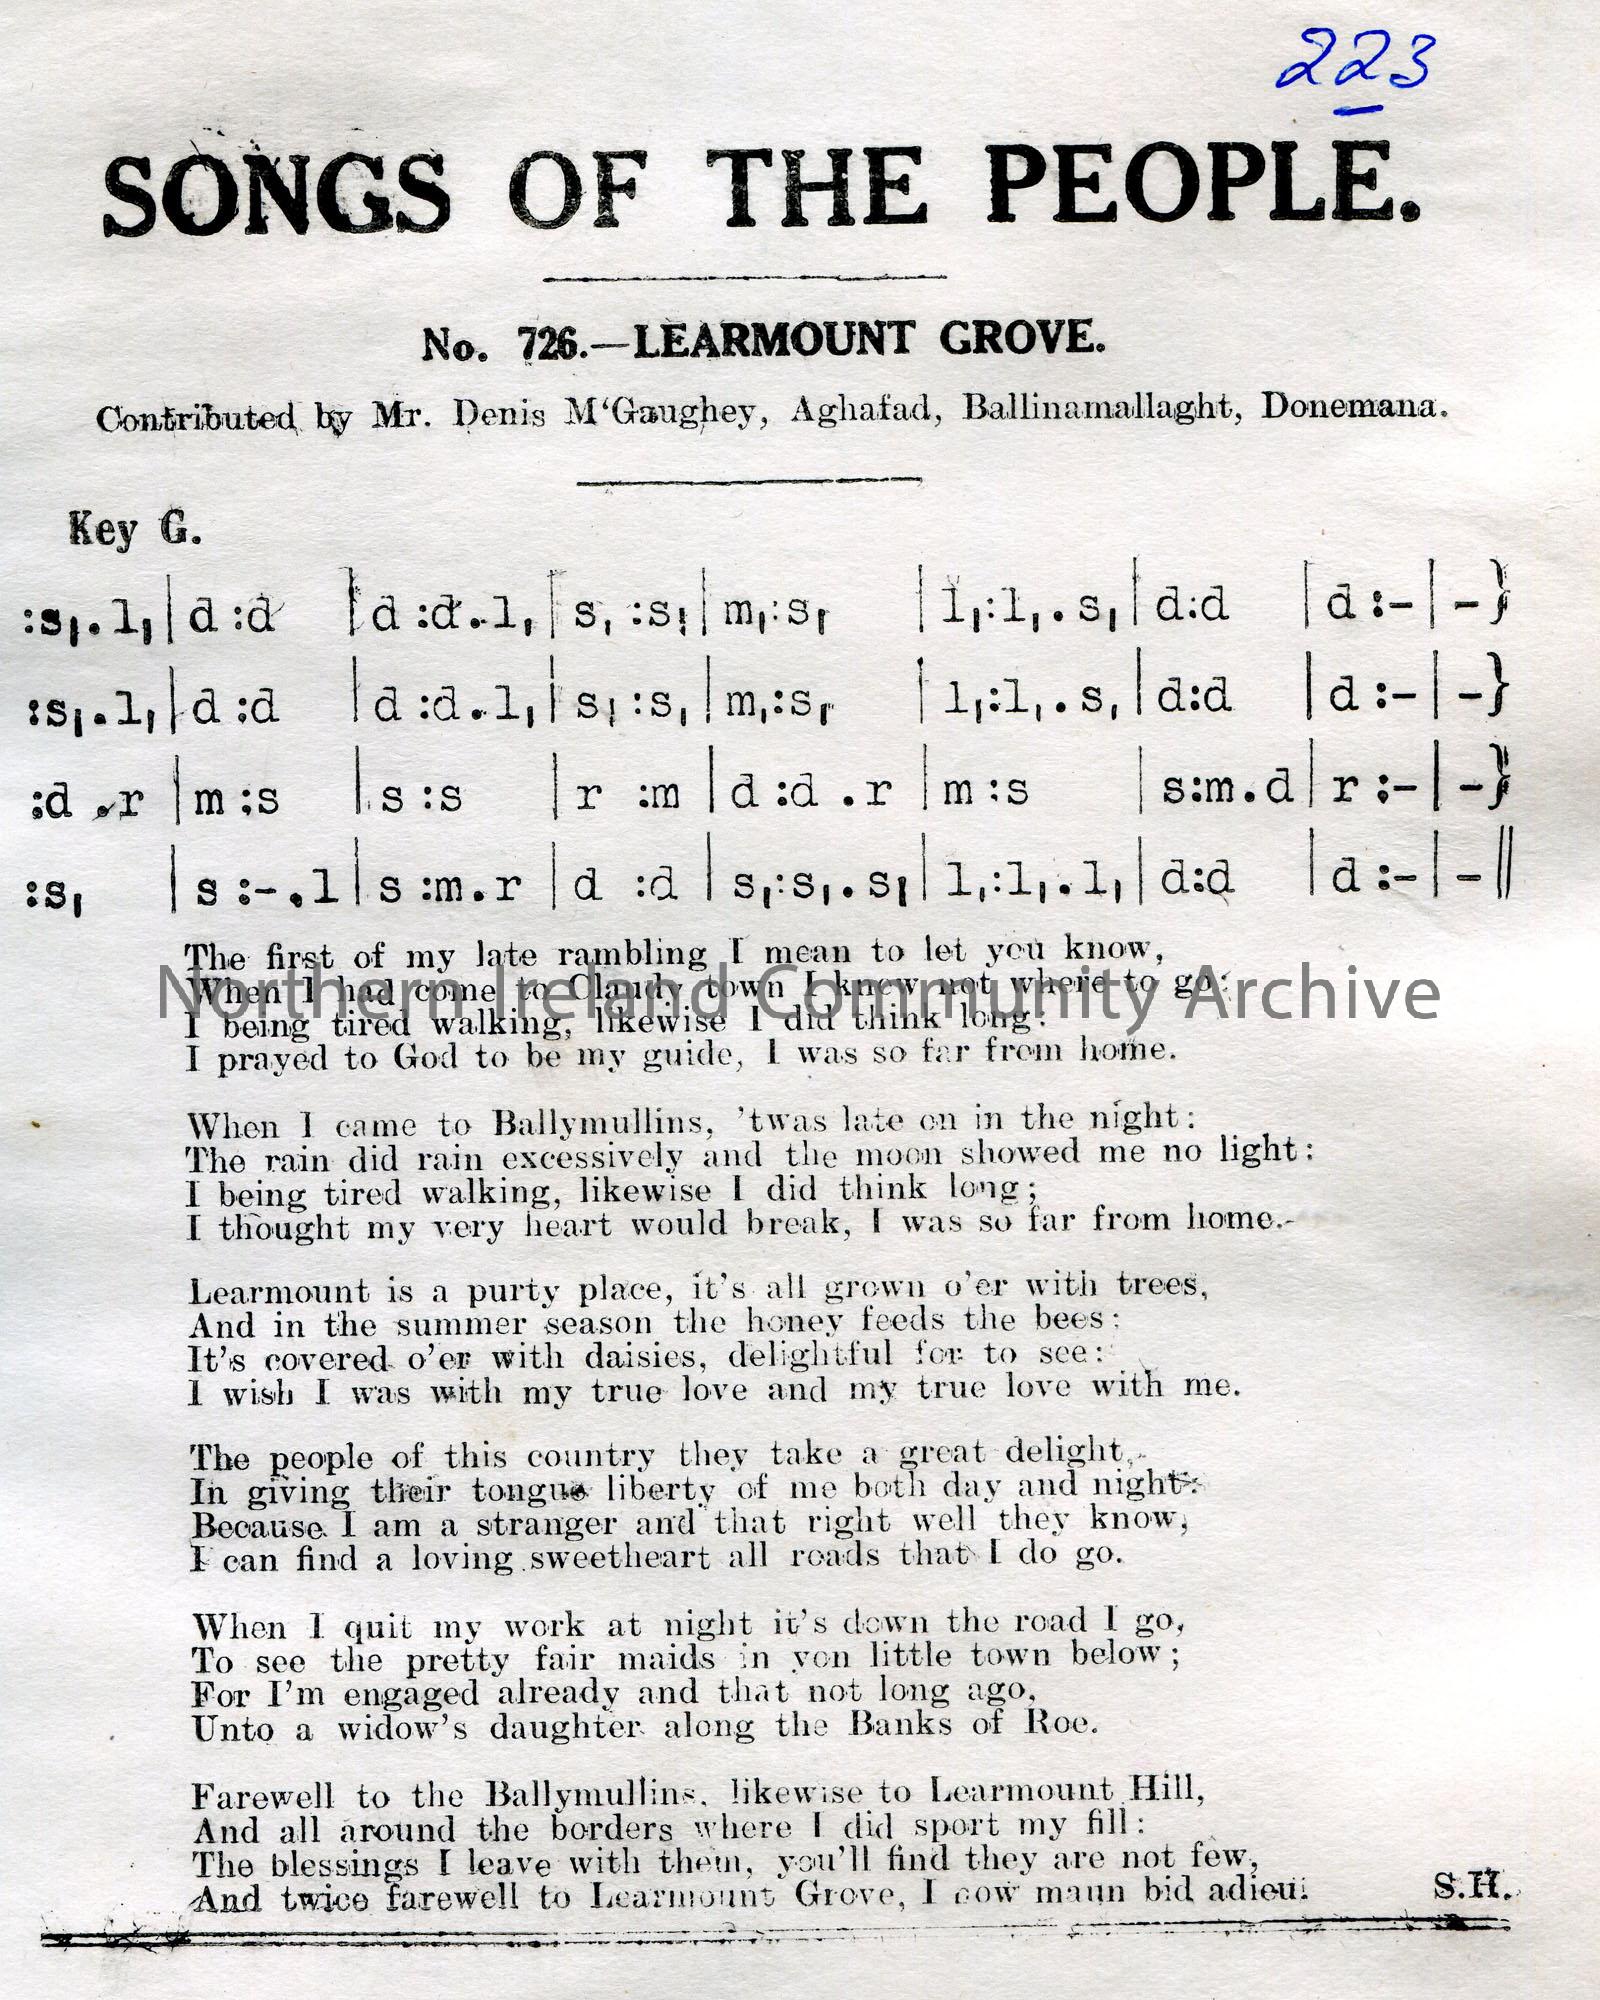 223
SONGS OF THE PEOPLE.
No. 726.—LEARMOUNT GROVE.
Contributed by Mr. Denis M‘Gaughey, Aghafad, Ballinamallaght, Donemana.
Key G.
:s,.l,|d :d |d :d.l,|s, :s,|m,:s, |l,:l,.s,|d:d |d :-|-}
:s,.l,|d :d |d :d.l,|s, :s,|m,:s, |l,:l,.s,|d:d |d :-|-}
:d .r |m :s |s :s |r :m |d :d .r |m :s |s:m.d|r :-|-}
:s, |s :-.l|s :m.r |d :d |s,:s,.s,|l,:l,.l,|d:d |d :-|-||
The first of my late rambling I mean to let you know,
When I had come to Claudy town I knew not where to go:
Northern Ireland Community Archive
I being tired walking, likewise I did think long:
I prayed to God to be my guide, I was so far from home.
When I came to Ballymullins, 'twas late on in the night:
The rain did rain excessively and the moon showed me no light:
I being tired walking, likewise I did think long;
I thought my very heart would break, I was so far from home.
Learmount is a purty place, it's all grown o'er with trees,
And in the summer season the honey feeds the bees:
It's covered o'er with daisies, delightful for to see:
I wish I was with my true love and my true love with me.
The people of this country they take a great delight,
In giving their tongue liberty of me both day and night:
Because I am a stranger and that right well they know,
I can find a loving sweetheart all roads that I do go.
When I quit my work at night it's down the road I go,
To see the pretty fair maids in yon little town below;
For I'm engaged already and that not long ago,
Unto a widow's daughter along the Banks of Roe.
Farewell to the Ballymullins, likewise to Learmount Hill,
And all around the borders where I did sport my fill:
The blessings I leave with them, you'll find they are not few,
And twice farewell to Learmount Grove, I now maun bid adieu.
S.H.